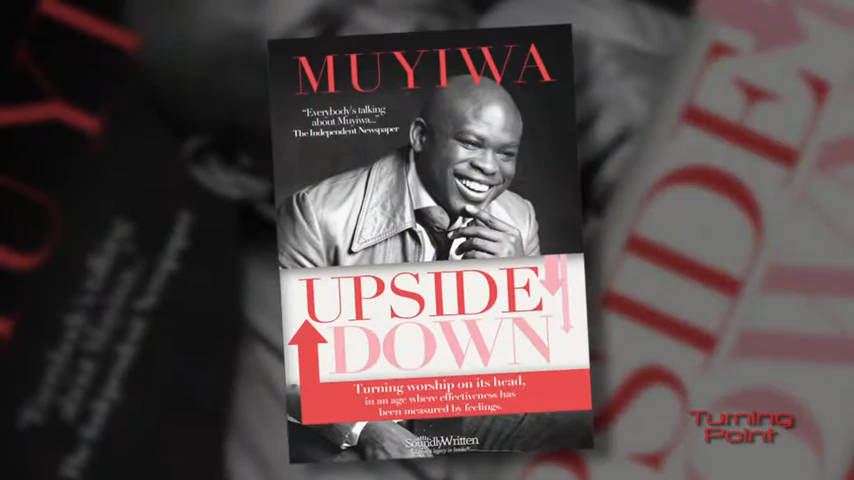 MUYIWA
"Everybody's talking
about Muyiwa..."
The Independent Newspaper
UPSIDE
DOWN
Turning worship on its head,
in an age where effectiveness has
been measured by feelings.
SoundlyWritten
Turning
Point